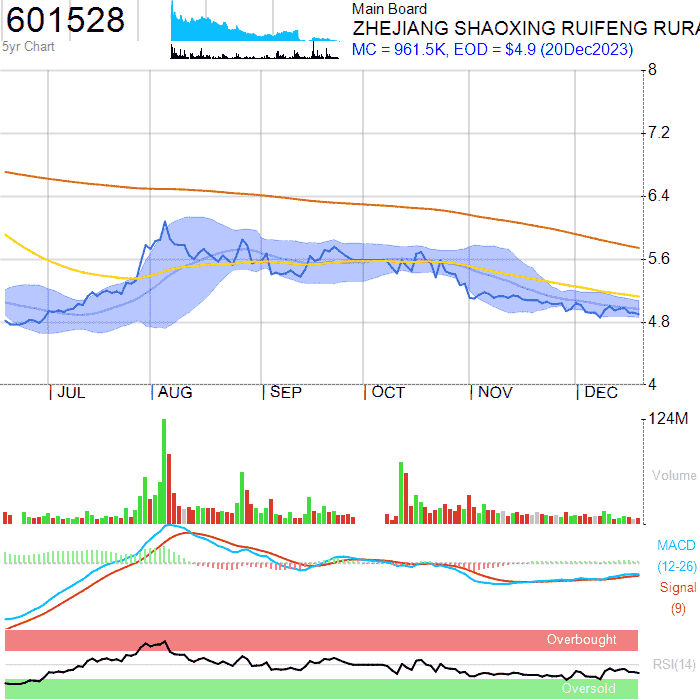 601528
5yr Chart
Main Board
ZHEJIANG SHAOXING RUIFENG RURA
MC = 961.5K, EOD = $4.9 (20Dec2023)
8
7.2
6.4
5.6
4.8
4
| JUL | AUG | SEP | OCT | NOV | DEC
124M
Volume
MACD
(12-26)
Signal
(9)
Overbought
RSI(14)
Oversold